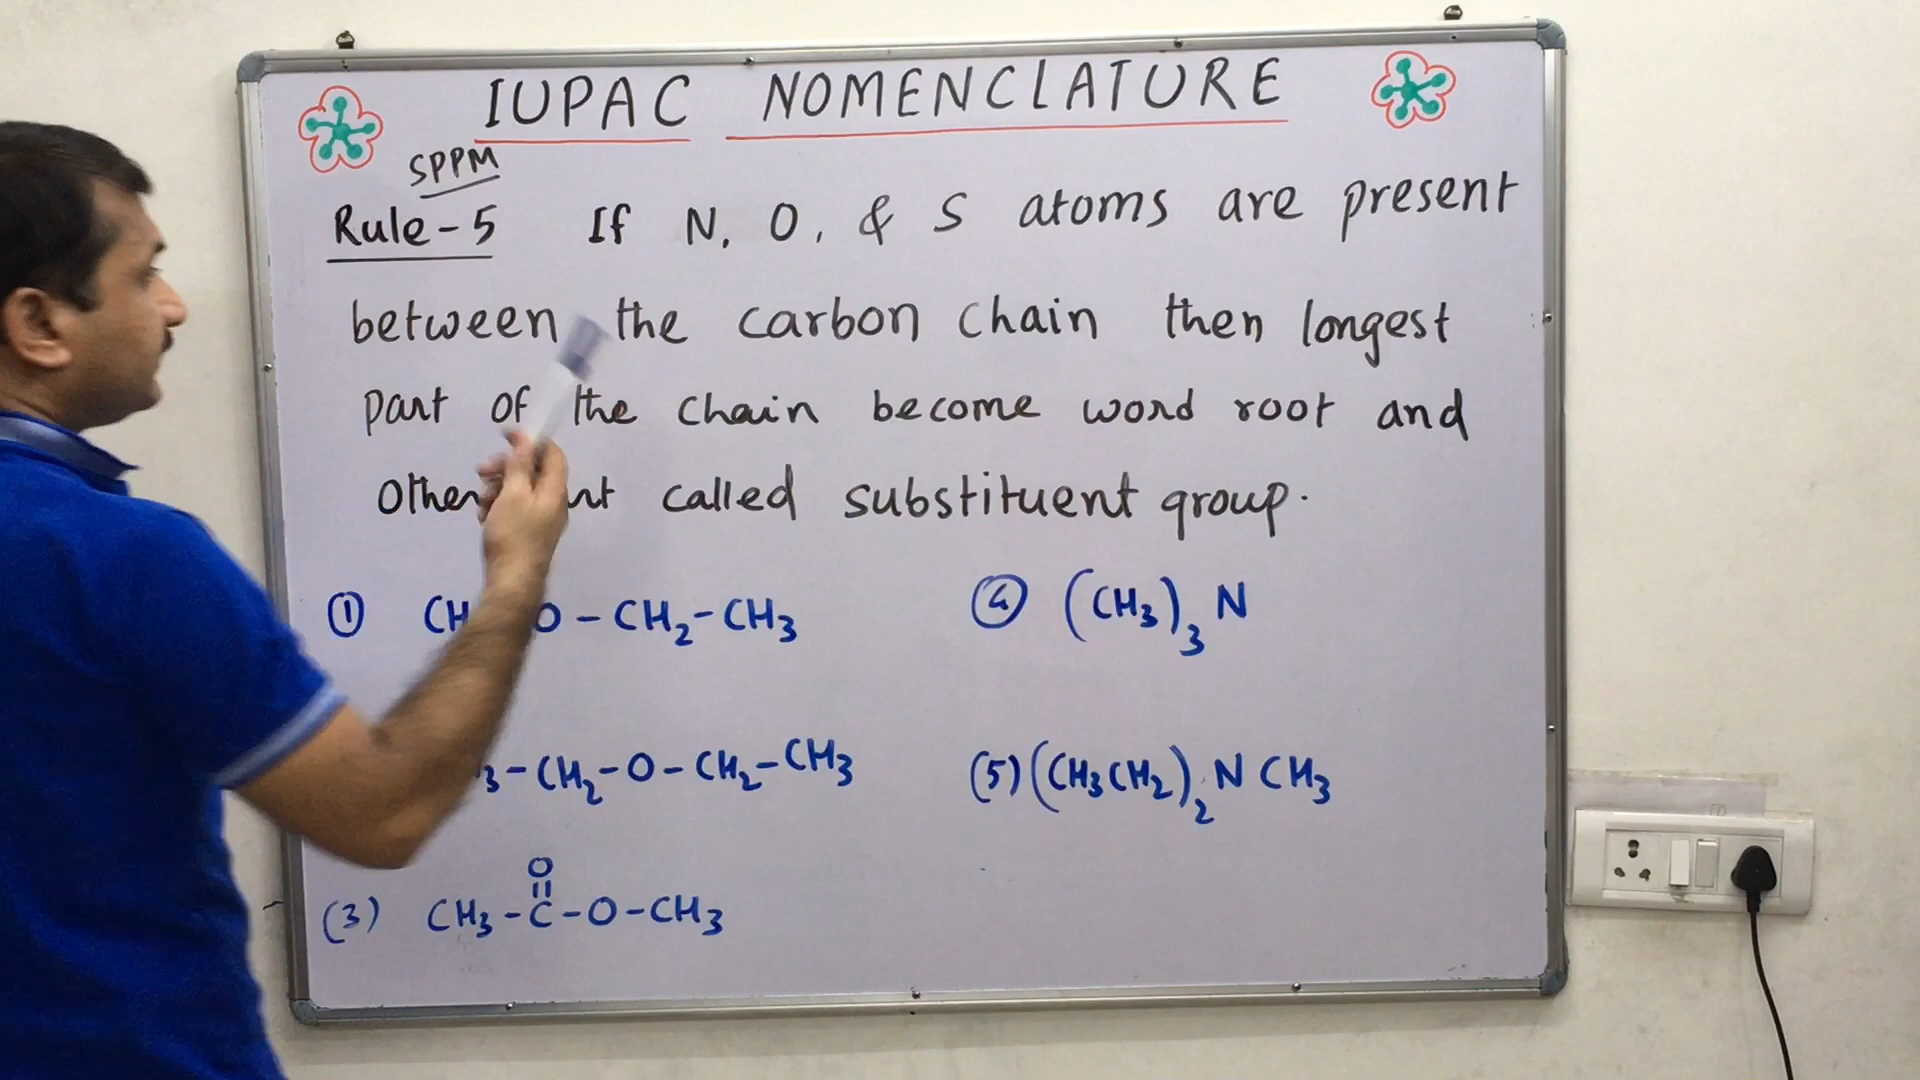 IUPAC NOMENCLATURE
SPPM
Rule-5 If N, O, & S atoms are present
between the carbon chain then longest
part of the chain become word root and
Other called substituent group.
① CH O-CH₂-CH₃
④ (CH₃)₃ N
3-CH₂-O-CH₂-CH₃
(5) (CH₃CH₂)₂ N CH₃
O
||
(3) CH₃-C-O-CH₃